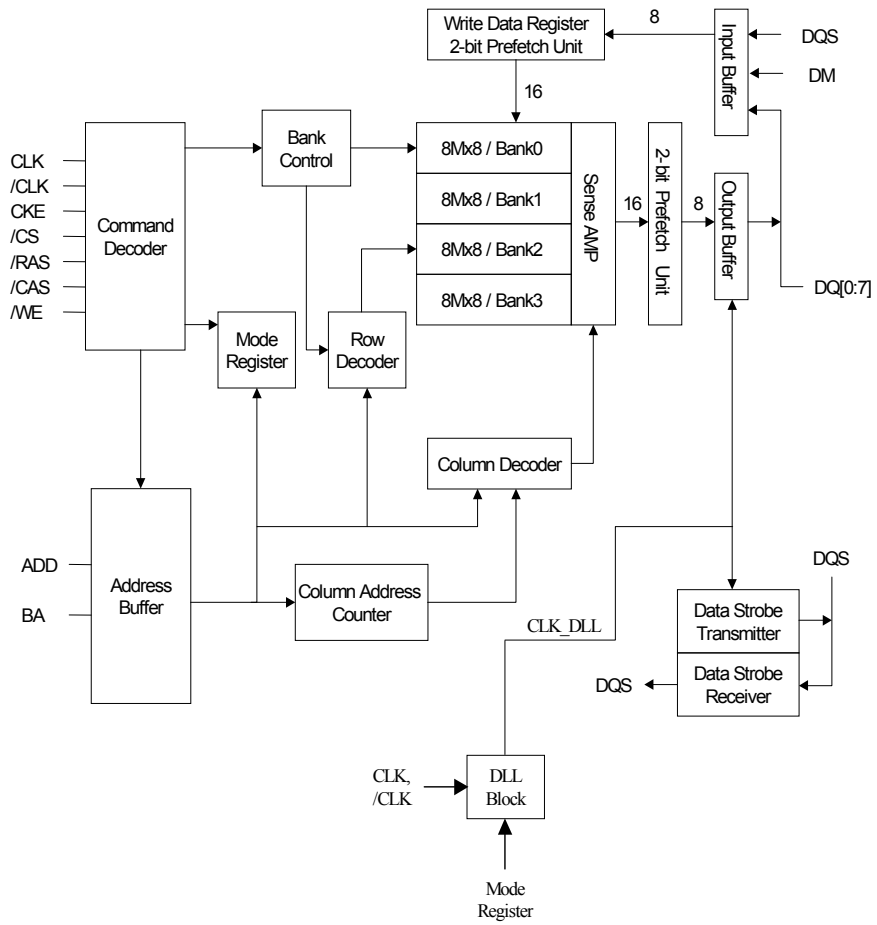 Write Data Register
2-bit Prefetch Unit
8
Input Buffer
DQS
DM
16
Bank
Control
8Mx8 / Bank0
8Mx8 / Bank1
8Mx8 / Bank2
8Mx8 / Bank3
Sense AMP
16
2-bit Prefetch Unit
8
Output Buffer
DQ[0:7]
CLK
/CLK
CKE
/CS
/RAS
/CAS
/WE
Command
Decoder
Mode
Register
Row
Decoder
Column Decoder
ADD
BA
Address
Buffer
Column Address
Counter
CLK_DLL
DQS
Data Strobe
Transmitter
Data Strobe
Receiver
DQS
CLK,
/CLK
DLL
Block
Mode
Register